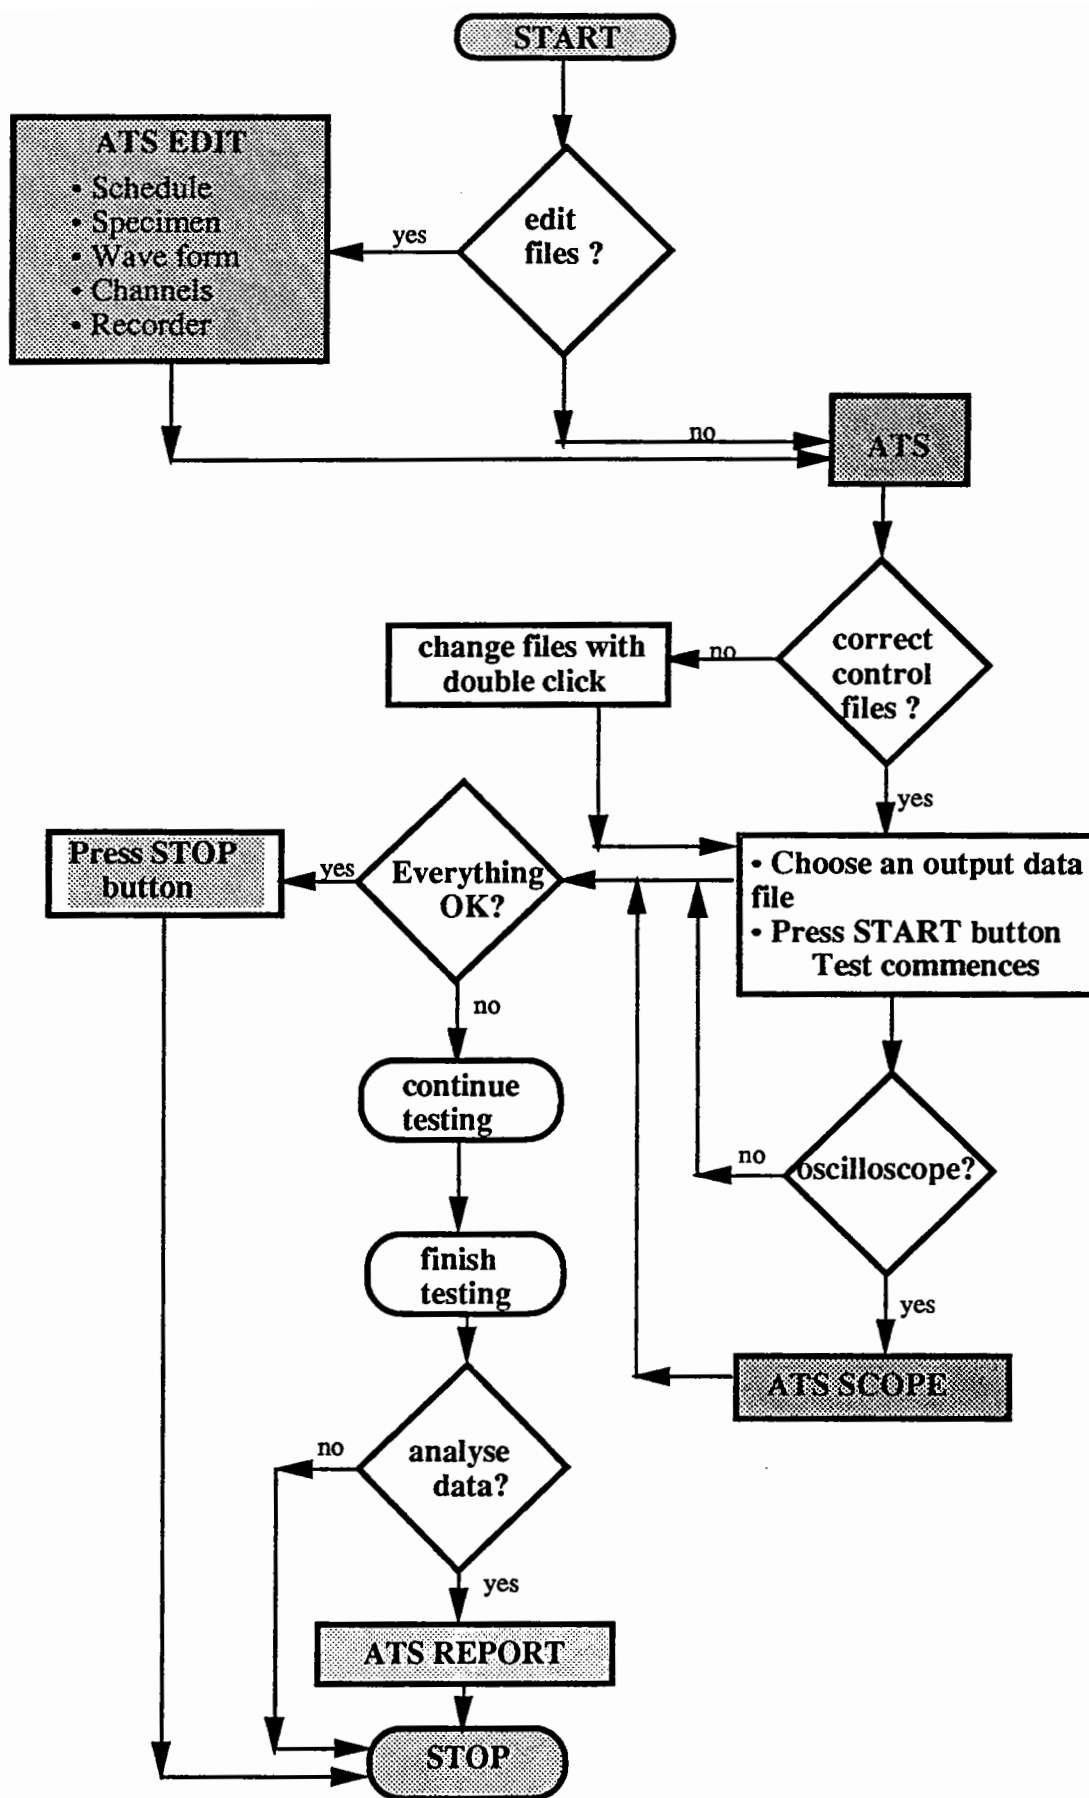 START
ATS EDIT
• Schedule
• Specimen
• Wave form
• Channels
• Recorder
yes
edit
files ?
no
ATS
change files with
double click
no
correct
control
files ?
yes
Press STOP
button
yes
Everything
OK?
• Choose an output data
file
• Press START button
Test commences
no
continue
testing
no
oscilloscope?
finish
testing
yes
ATS SCOPE
no
analyse
data?
yes
ATS REPORT
STOP